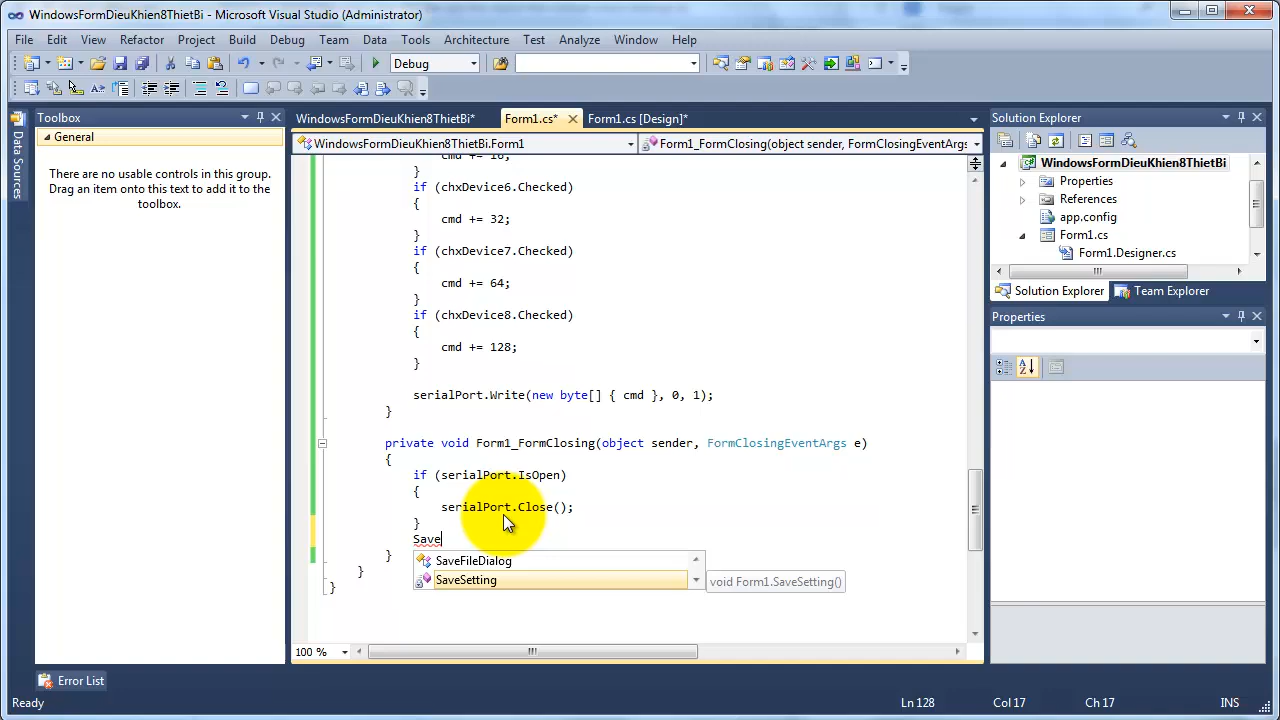 WindowsFormDieuKhien8ThietBi - Microsoft Visual Studio (Administrator)
File Edit View Refactor Project Build Debug Team Data Tools Architecture Test Analyze Window Help
Debug
Toolbox
General
There are no usable controls in this group.
Drag an item onto this text to add it to the
toolbox.
Data Sources
WindowsFormDieuKhien8ThietBi* Form1.cs* Form1.cs [Design]*
WindowsFormDieuKhien8ThietBi.Form1 Form1_FormClosing(object sender, FormClosingEventArgs
cmd += 16;
}
if (chxDevice6.Checked)
{
cmd += 32;
}
if (chxDevice7.Checked)
{
cmd += 64;
}
if (chxDevice8.Checked)
{
cmd += 128;
}
serialPort.Write(new byte[] { cmd }, 0, 1);
}
private void Form1_FormClosing(object sender, FormClosingEventArgs e)
{
if (serialPort.IsOpen)
{
serialPort.Close();
}
Save
}
}
}
SaveFileDialog
SaveSetting
void Form1.SaveSetting()
100 %
Solution Explorer
WindowsFormDieuKhien8ThietBi
Properties
References
app.config
Form1.cs
Form1.Designer.cs
Solution Explorer Team Explorer
Properties
Error List
Ready Ln 128 Col 17 Ch 17 INS